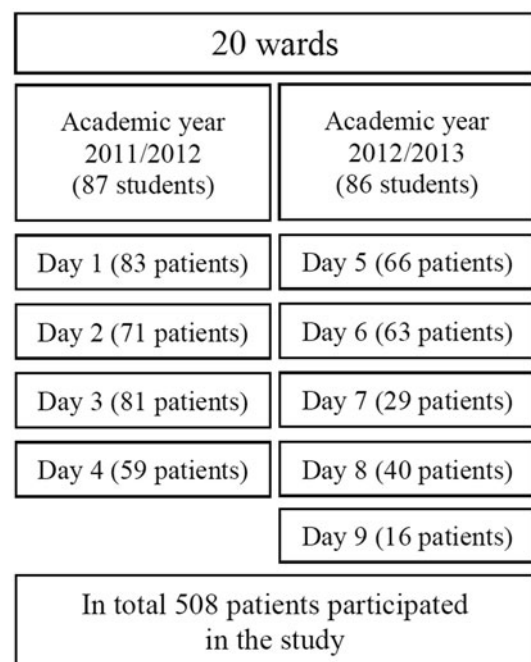 20 wards
Academic year
2011/2012
(87 students)
Academic year
2012/2013
(86 students)
Day 1 (83 patients)
Day 5 (66 patients)
Day 2 (71 patients)
Day 6 (63 patients)
Day 3 (81 patients)
Day 7 (29 patients)
Day 4 (59 patients)
Day 8 (40 patients)
Day 9 (16 patients)
In total 508 patients participated
in the study